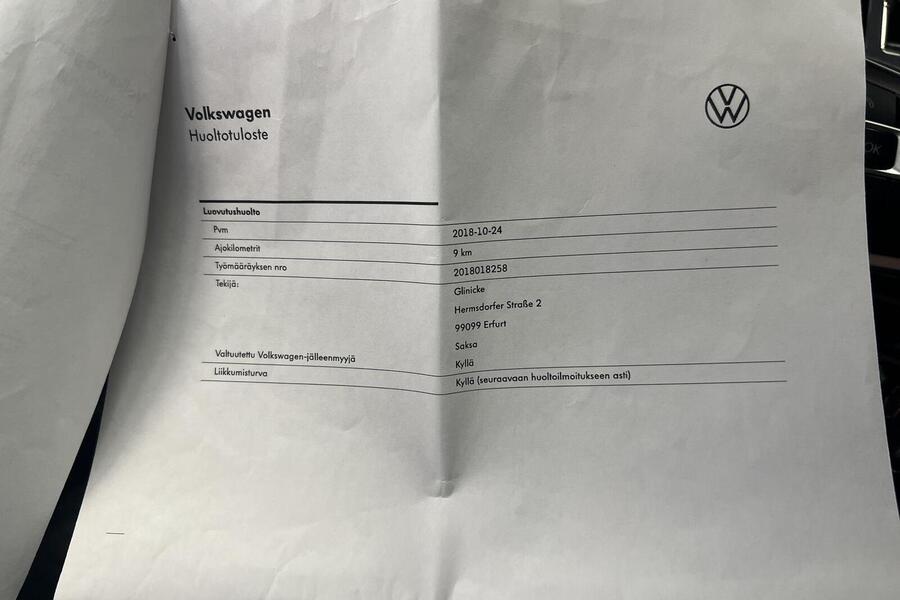 Volkswagen
Huoltotuloste
Luovutushuolto
Pvm 2018-10-24
Ajokilometrit 9 km
Työmääräyksen nro 2018018258
Tekijä: Glinicke
Hermsdorfer Straße 2
99099 Erfurt
Saksa
Valtuutettu Volkswagen-jälleenmyyjä Kyllä
Liikkumisturva Kyllä (seuraavaan huoltoilmoitukseen asti)
OK